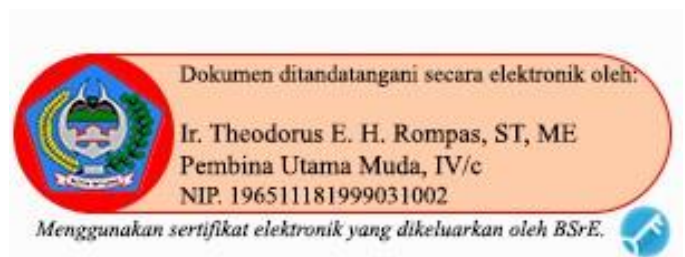 Dokumen ditandatangani secara elektronik oleh:
Ir. Theodorus E. H. Rompas, ST, ME
Pembina Utama Muda, IV/c
NIP. 196511181999031002
Menggunakan sertifikat elektronik yang dikeluarkan oleh BSrE.